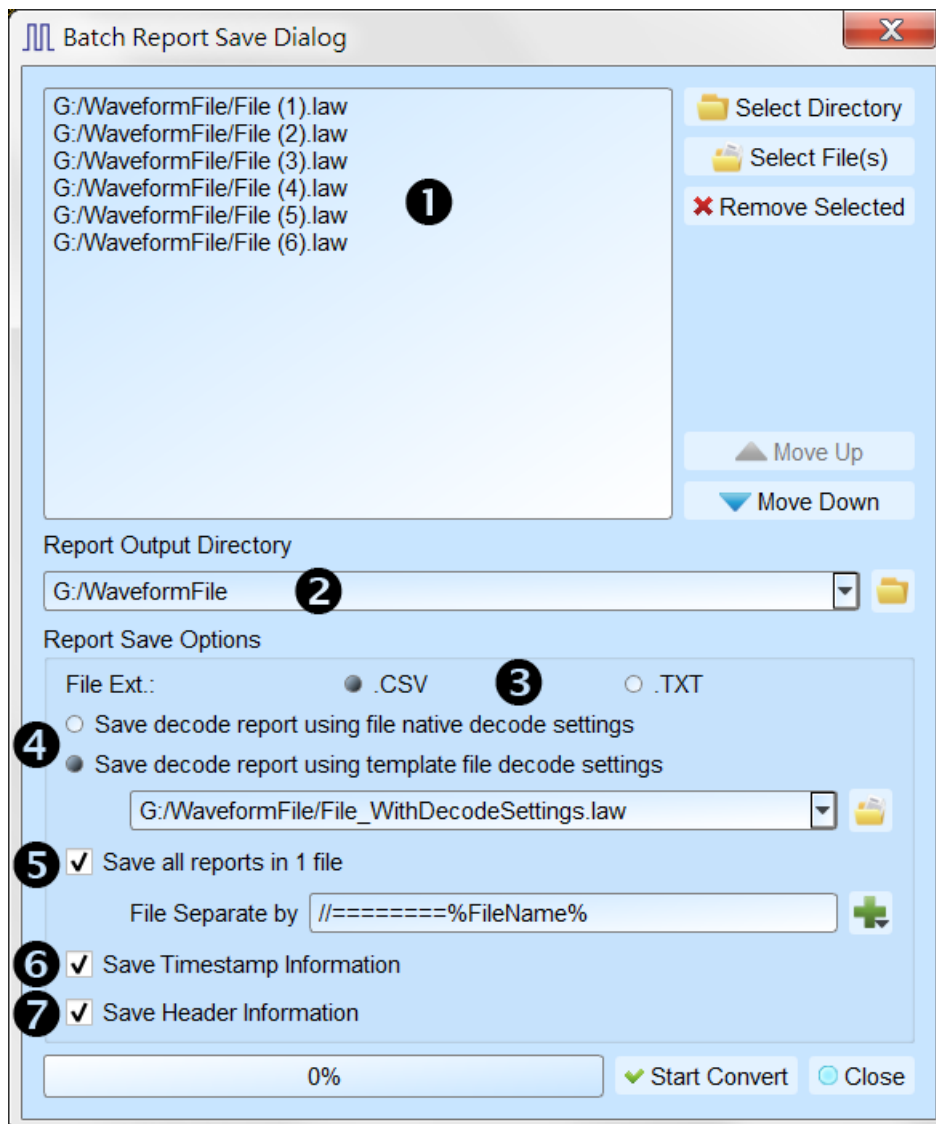 Batch Report Save Dialog
G:/WaveformFile/File (1).law
G:/WaveformFile/File (2).law
G:/WaveformFile/File (3).law
G:/WaveformFile/File (4).law
G:/WaveformFile/File (5).law
G:/WaveformFile/File (6).law
1
Select Directory
Select File(s)
Remove Selected
Move Up
Move Down
Report Output Directory
G:/WaveformFile 2
Report Save Options
File Ext.: .CSV 3 .TXT
4
Save decode report using file native decode settings
Save decode report using template file decode settings
G:/WaveformFile/File_WithDecodeSettings.law
5 Save all reports in 1 file
File Separate by //========%FileName%
6 Save Timestamp Information
7 Save Header Information
0% Start Convert Close